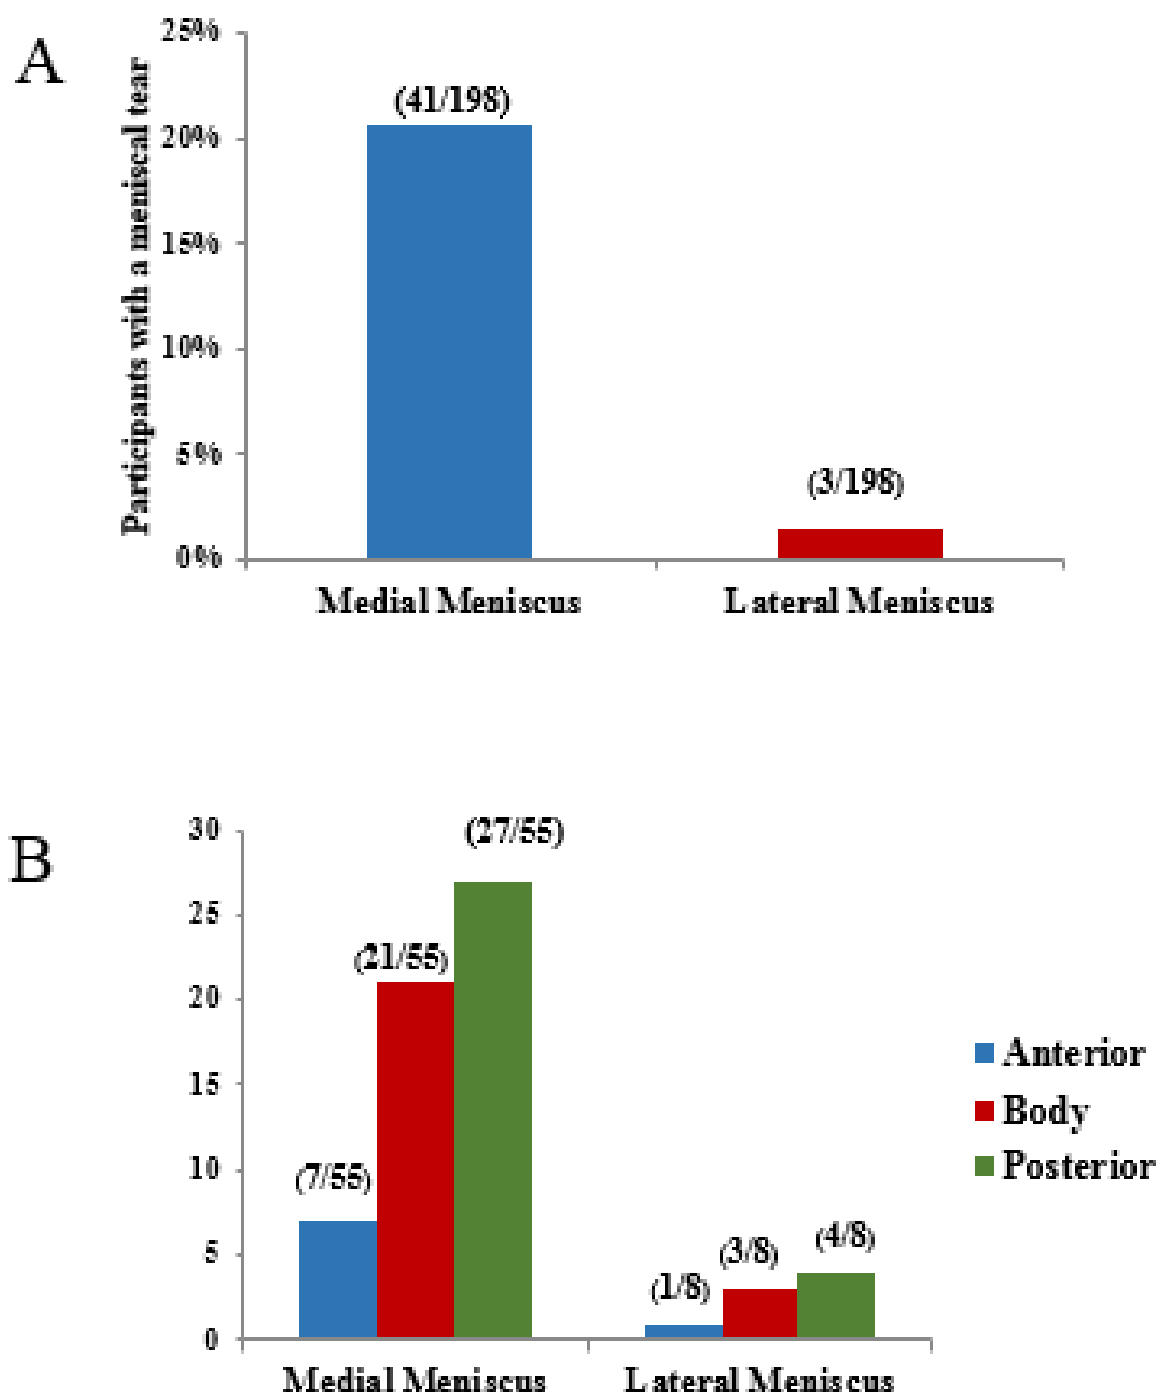 A
Participants with a meniscal tear
25%
20%
15%
10%
5%
0%
(41/198)
(3/198)
Medial Meniscus
Lateral Meniscus
B
30
25
20
15
10
5
0
(7/55)
(21/55)
(27/55)
(1/8)
(3/8)
(4/8)
Medial Meniscus
Lateral Meniscus
Anterior
Body
Posterior